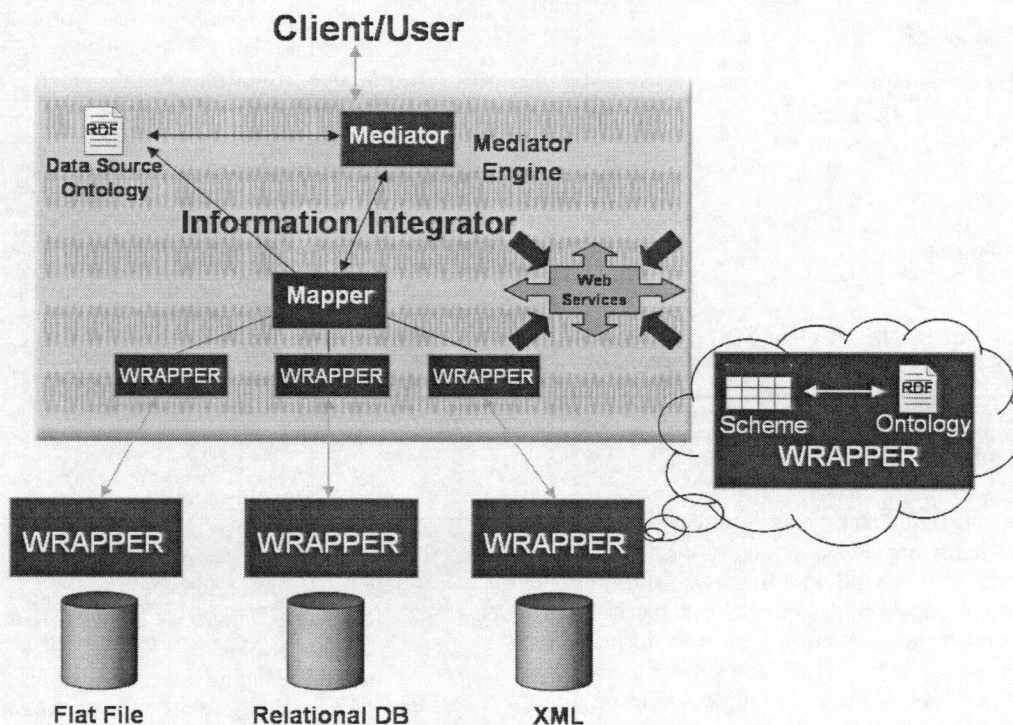 Client/User
RDF
Data Source
Ontology
Mediator
Mediator
Engine
Information Integrator
Mapper
Web
Services
WRAPPER
WRAPPER
WRAPPER
RDF
Scheme
Ontology
WRAPPER
WRAPPER
WRAPPER
WRAPPER
Flat File
Relational DB
XML